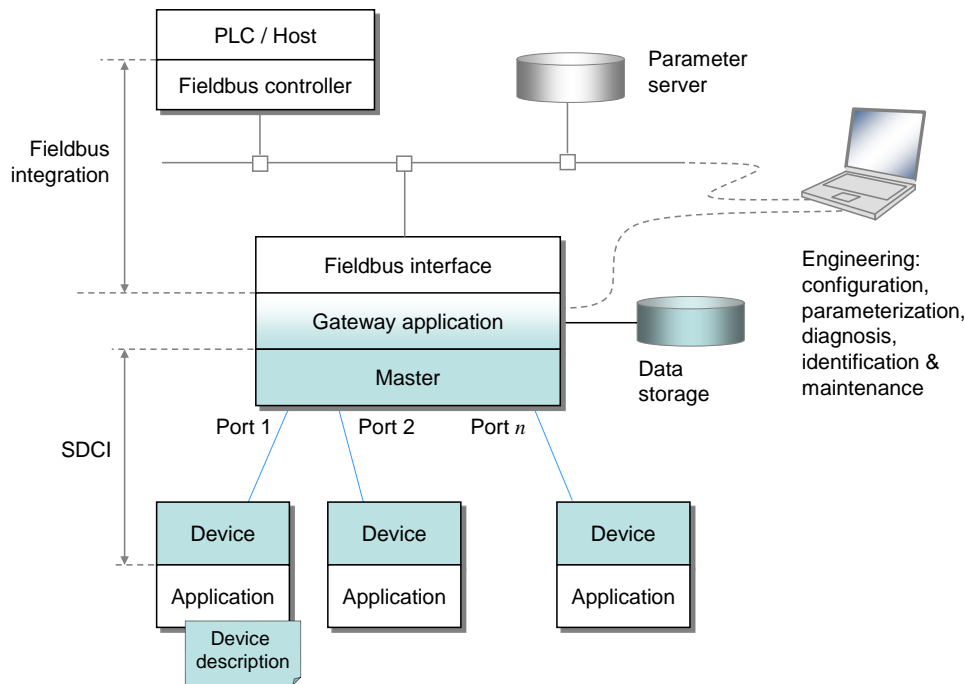 PLC / Host
Fieldbus controller
Parameter
server
Fieldbus
integration
Fieldbus interface
Gateway application
Master
Data
storage
Engineering:
configuration,
parameterization,
diagnosis,
identification &
maintenance
SDCI
Port 1
Port 2
Port n
Device
Device
Device
Application
Application
Application
Device
description